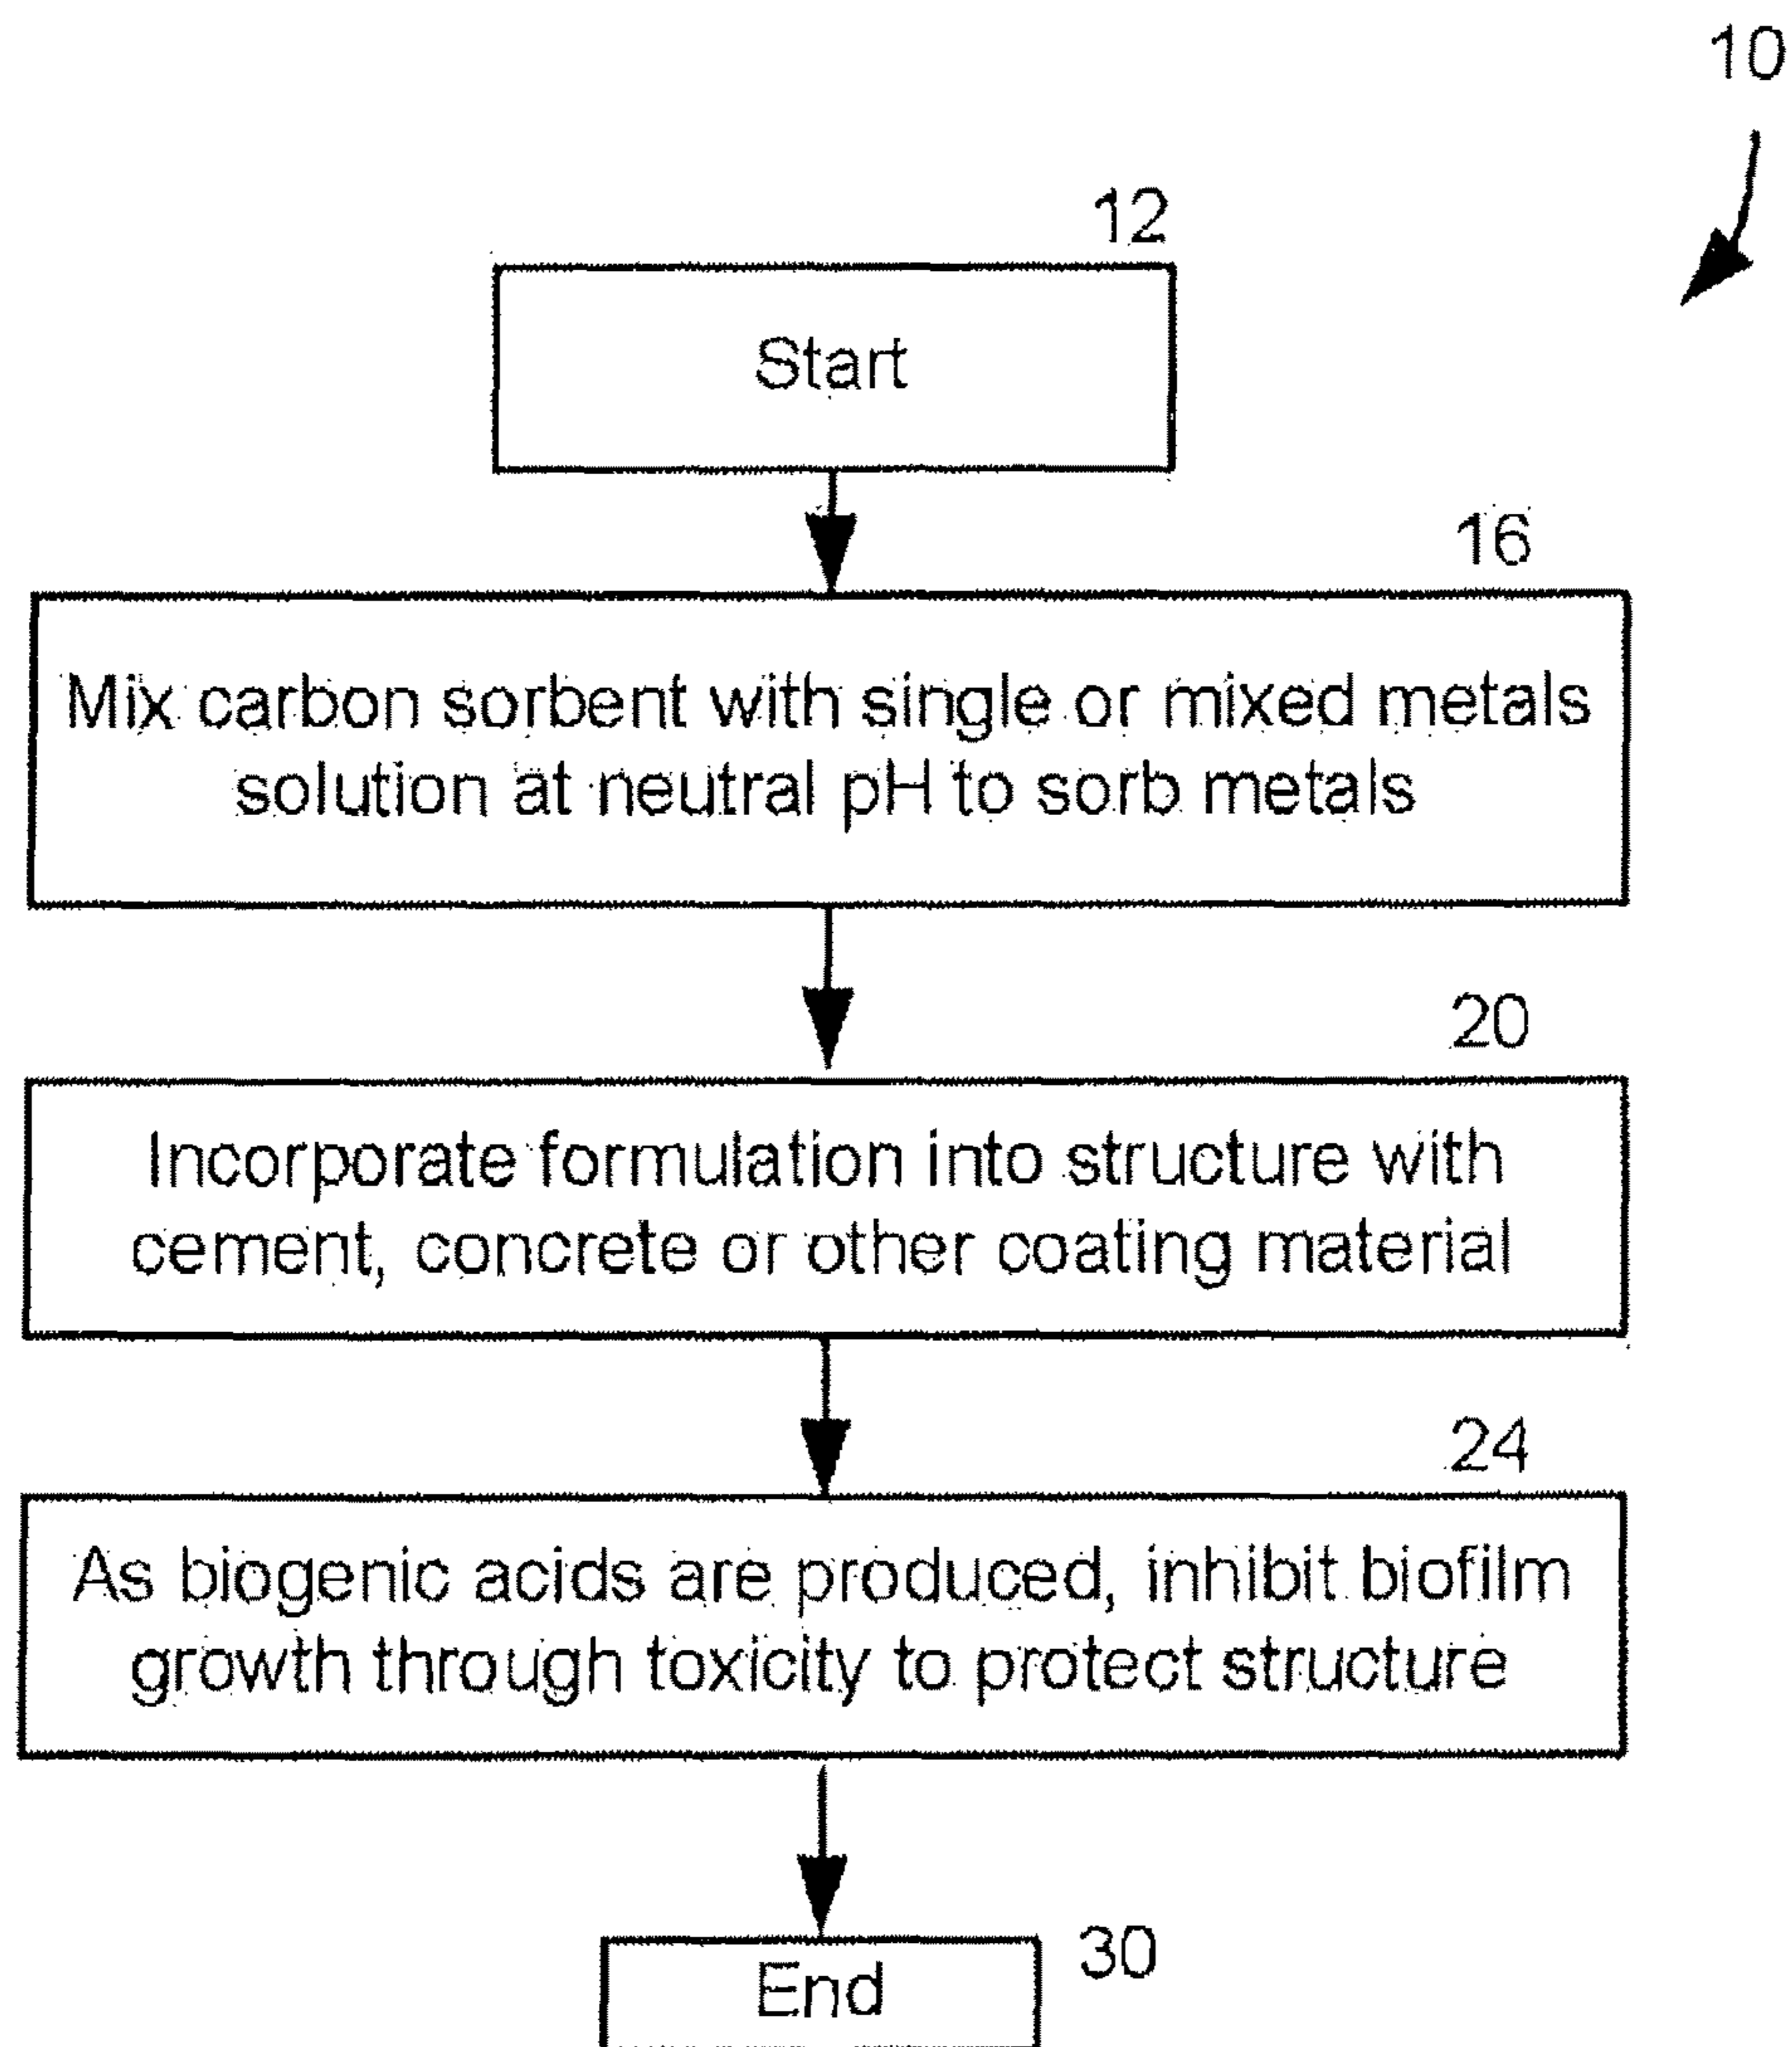 10
12
Start
16
Mix carbon sorbent with single or mixed metals
solution at neutral pH to sorb metals
20
Incorporate formulation into structure with
cement, concrete or other coating material
24
As biogenic acids are produced, inhibit biofilm
growth through toxicity to protect structure
30
End